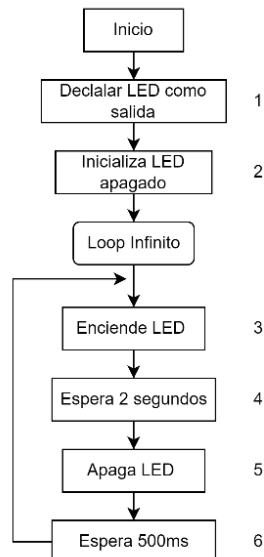 Inicio
Declalar LED como
salida
1
Inicializa LED
apagado
2
Loop Infinito
Enciende LED
3
Espera 2 segundos
4
Apaga LED
5
Espera 500ms
6